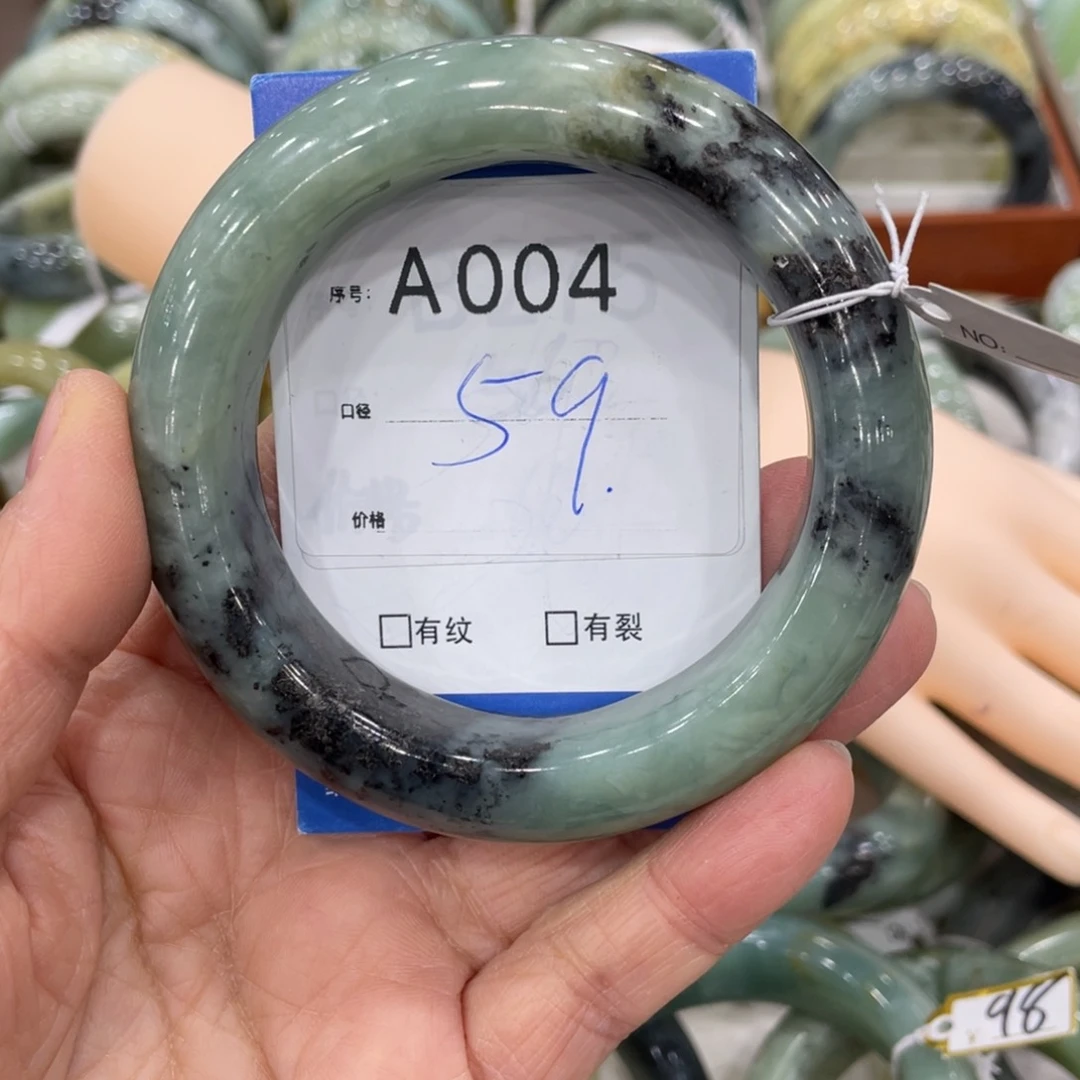 序号: A004
口径 59.
价格
□有纹 □有裂
NO:
98